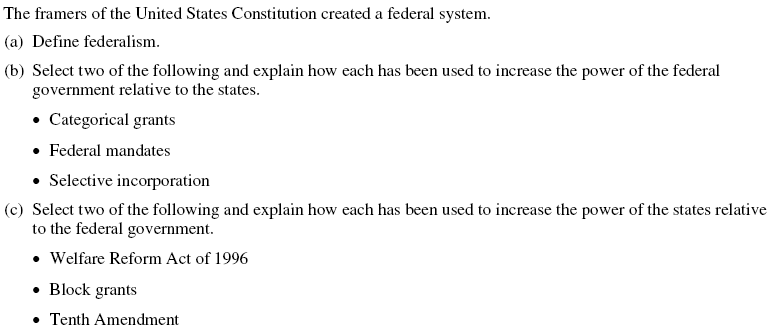 The framers of the United States Constitution created a federal system.
(a) Define federalism.
(b) Select two of the following and explain how each has been used to increase the power of the federal
government relative to the states.
• Categorical grants
• Federal mandates
• Selective incorporation
(c) Select two of the following and explain how each has been used to increase the power of the states relative
to the federal government.
• Welfare Reform Act of 1996
• Block grants
• Tenth Amendment